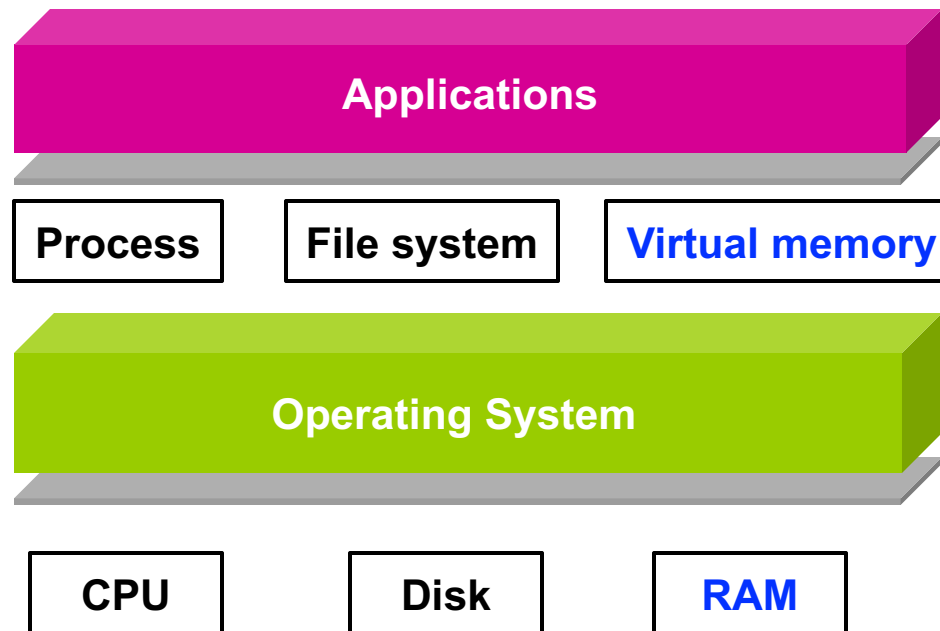 Applications
Process File system Virtual memory
Operating System
CPU Disk RAM